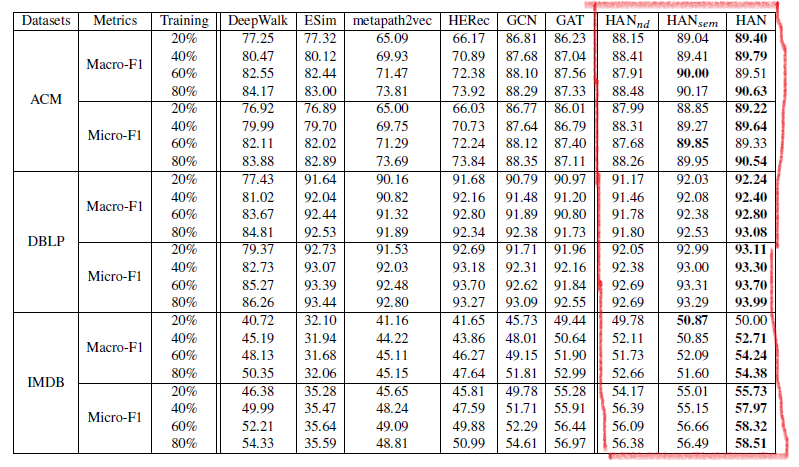 Datasets Metrics Training DeepWalk ESim metapath2vec HERec GCN GAT HANnd HANsem HAN
ACM
Macro-F1
20% 77.25 77.32 65.09 66.17 86.81 86.23 88.15 89.04 89.40
40% 80.47 80.12 69.93 70.89 87.68 87.04 88.41 89.41 89.79
60% 82.55 82.44 71.47 72.38 88.10 87.56 87.91 90.00 89.51
80% 84.17 83.00 73.81 73.92 88.29 87.33 88.48 90.17 90.63
Micro-F1
20% 76.92 76.89 65.00 66.03 86.77 86.01 87.99 88.85 89.22
40% 79.99 79.70 69.75 70.73 87.64 86.79 88.31 89.27 89.64
60% 82.11 82.02 71.29 72.24 88.12 87.40 87.68 89.85 89.33
80% 83.88 82.89 73.69 73.84 88.35 87.11 88.26 89.95 90.54
DBLP
Macro-F1
20% 77.43 91.64 90.16 91.68 90.79 90.97 91.17 92.03 92.24
40% 81.02 92.04 90.82 92.16 91.48 91.20 91.46 92.08 92.40
60% 83.67 92.44 91.32 92.80 91.89 90.80 91.78 92.38 92.80
80% 84.81 92.53 91.89 92.34 92.38 91.73 91.80 92.53 93.08
Micro-F1
20% 79.37 92.73 91.53 92.69 91.71 91.96 92.05 92.99 93.11
40% 82.73 93.07 92.03 93.18 92.31 92.16 92.38 93.00 93.30
60% 85.27 93.39 92.48 93.70 92.62 91.84 92.69 93.31 93.70
80% 86.26 93.44 92.80 93.27 93.09 92.55 92.69 93.29 93.99
IMDB
Macro-F1
20% 40.72 32.10 41.16 41.65 45.73 49.44 49.78 50.87 50.00
40% 45.19 31.94 44.22 43.86 48.01 50.64 52.11 50.85 52.71
60% 48.13 31.68 45.11 46.27 49.15 51.90 51.73 52.09 54.24
80% 50.35 32.06 45.15 47.64 51.81 52.99 52.66 51.60 54.38
Micro-F1
20% 46.38 35.28 45.65 45.81 49.78 55.28 54.17 55.01 55.73
40% 49.99 35.47 48.24 47.59 51.71 55.91 56.39 55.15 57.97
60% 52.21 35.64 49.09 49.88 52.29 56.44 56.09 56.66 58.32
80% 54.33 35.59 48.81 50.99 54.61 56.97 56.38 56.49 58.51